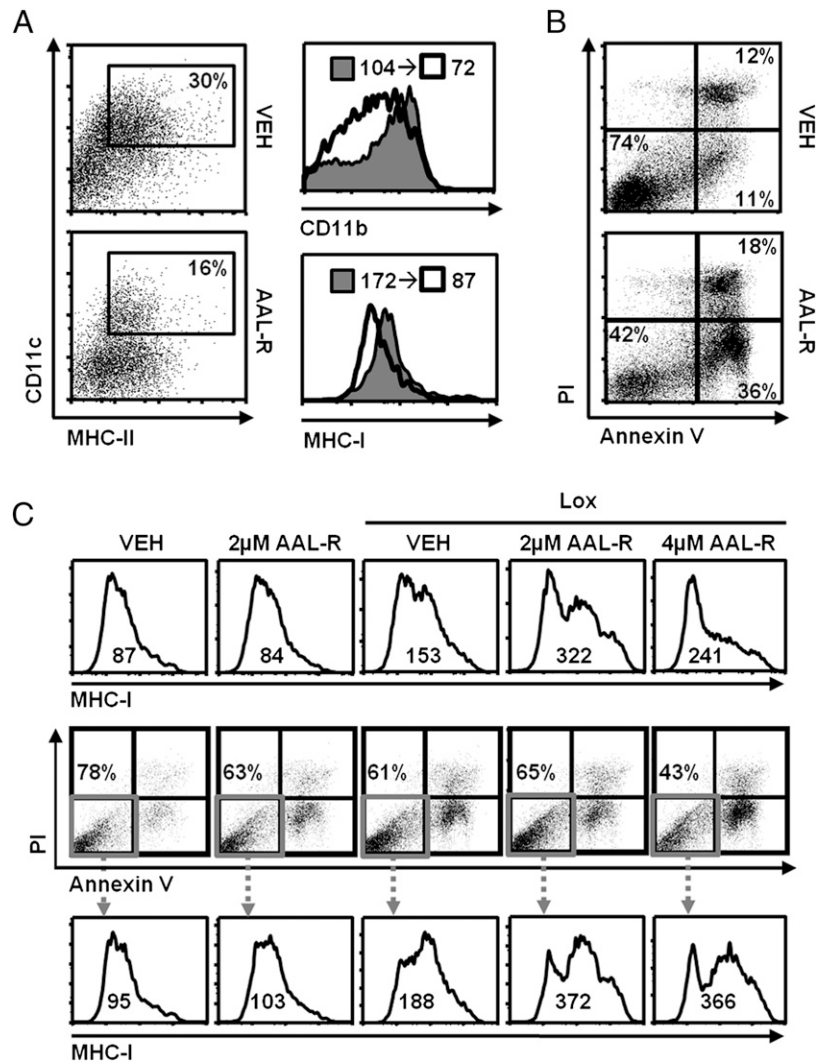 A
30%
VEH
16%
AAL-R
CD11c
MHC-II
104→ 72
CD11b
172→ 87
MHC-I
B
12%
74%
11%
VEH
18%
42%
36%
AAL-R
PI
Annexin V
C
Lox
VEH 2µM AAL-R VEH 2µM AAL-R 4µM AAL-R
87 84 153 322 241
MHC-I
78% 63% 61% 65% 43%
PI
Annexin V
95 103 188 372 366
MHC-I